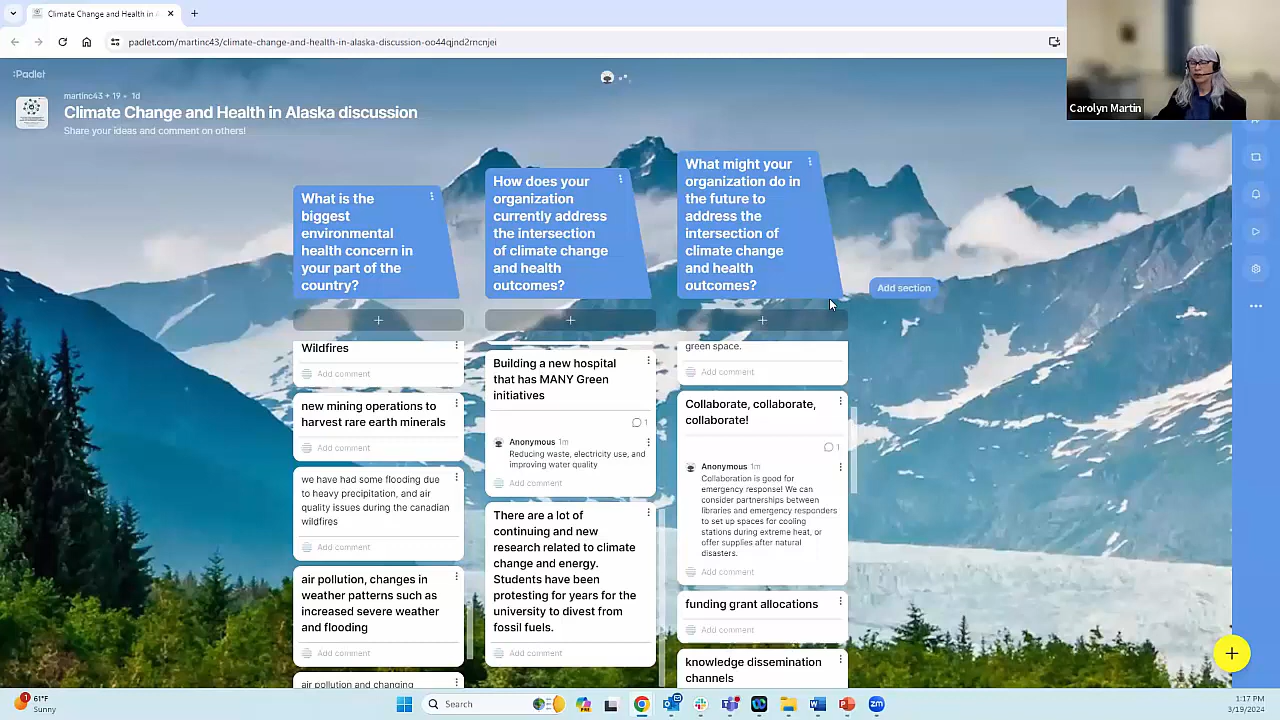 Climate Change and Health in A
padlet.com/martinc43/climate-change-and-health-in-alaska-discussion-oo44qjnd2rncnjei
Carolyn Martin
:Padlet
martinc43 + 19 • 1d
Climate Change and Health in Alaska discussion
Share your ideas and comment on others!
What is the
biggest
environmental
health concern in
your part of the
country?
+
Wildfires
Add comment
new mining operations to
harvest rare earth minerals
Add comment
we have had some flooding due
to heavy precipitation, and air
quality issues during the canadian
wildfires
Add comment
air pollution, changes in
weather patterns such as
increased severe weather
and flooding
Add comment
air pollution and changing
How does your
organization
currently address
the intersection
of climate change
and health
outcomes?
+
Building a new hospital
that has MANY Green
initiatives
1
Anonymous 1m
Reducing waste, electricity use, and
improving water quality
Add comment
There are a lot of
continuing and new
research related to climate
change and energy.
Students have been
protesting for years for the
university to divest from
fossil fuels.
Add comment
What might your
organization do in
the future to
address the
intersection of
climate change
and health
outcomes?
+
green space.
Add comment
Collaborate, collaborate,
collaborate!
1
Anonymous 1m
Collaboration is good for
emergency response! We can
consider partnerships between
libraries and emergency responders
to set up spaces for cooling
stations during extreme heat, or
offer supplies after natural
disasters.
Add comment
funding grant allocations
Add comment
knowledge dissemination
channels
Add section
+
1
61°F
Sunny
Search
1:17 PM
3/19/2024